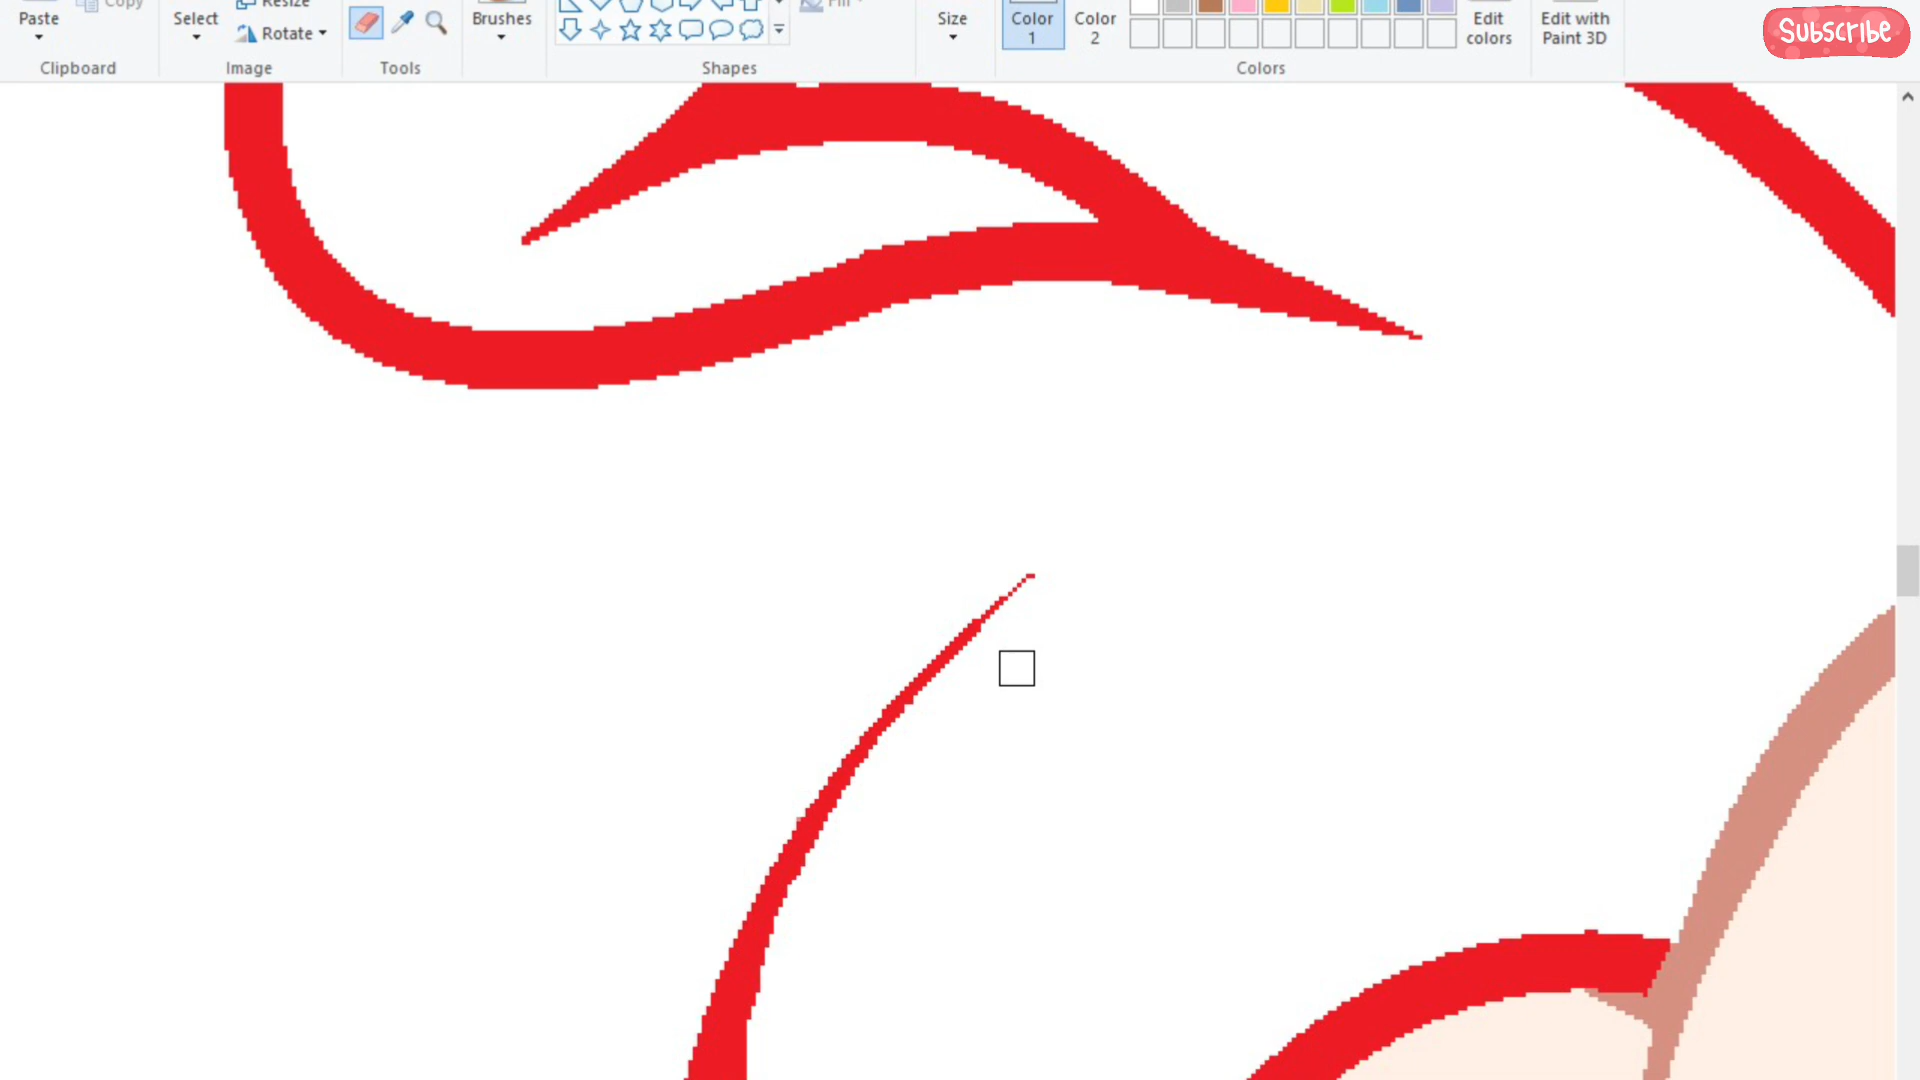 Resize
Copy
Paste
Select
Rotate
Brushes
Fill
Size
Color
1
Color
2
Edit
colors
Edit with
Paint 3D
Subscribe
Clipboard
Image
Tools
Shapes
Colors